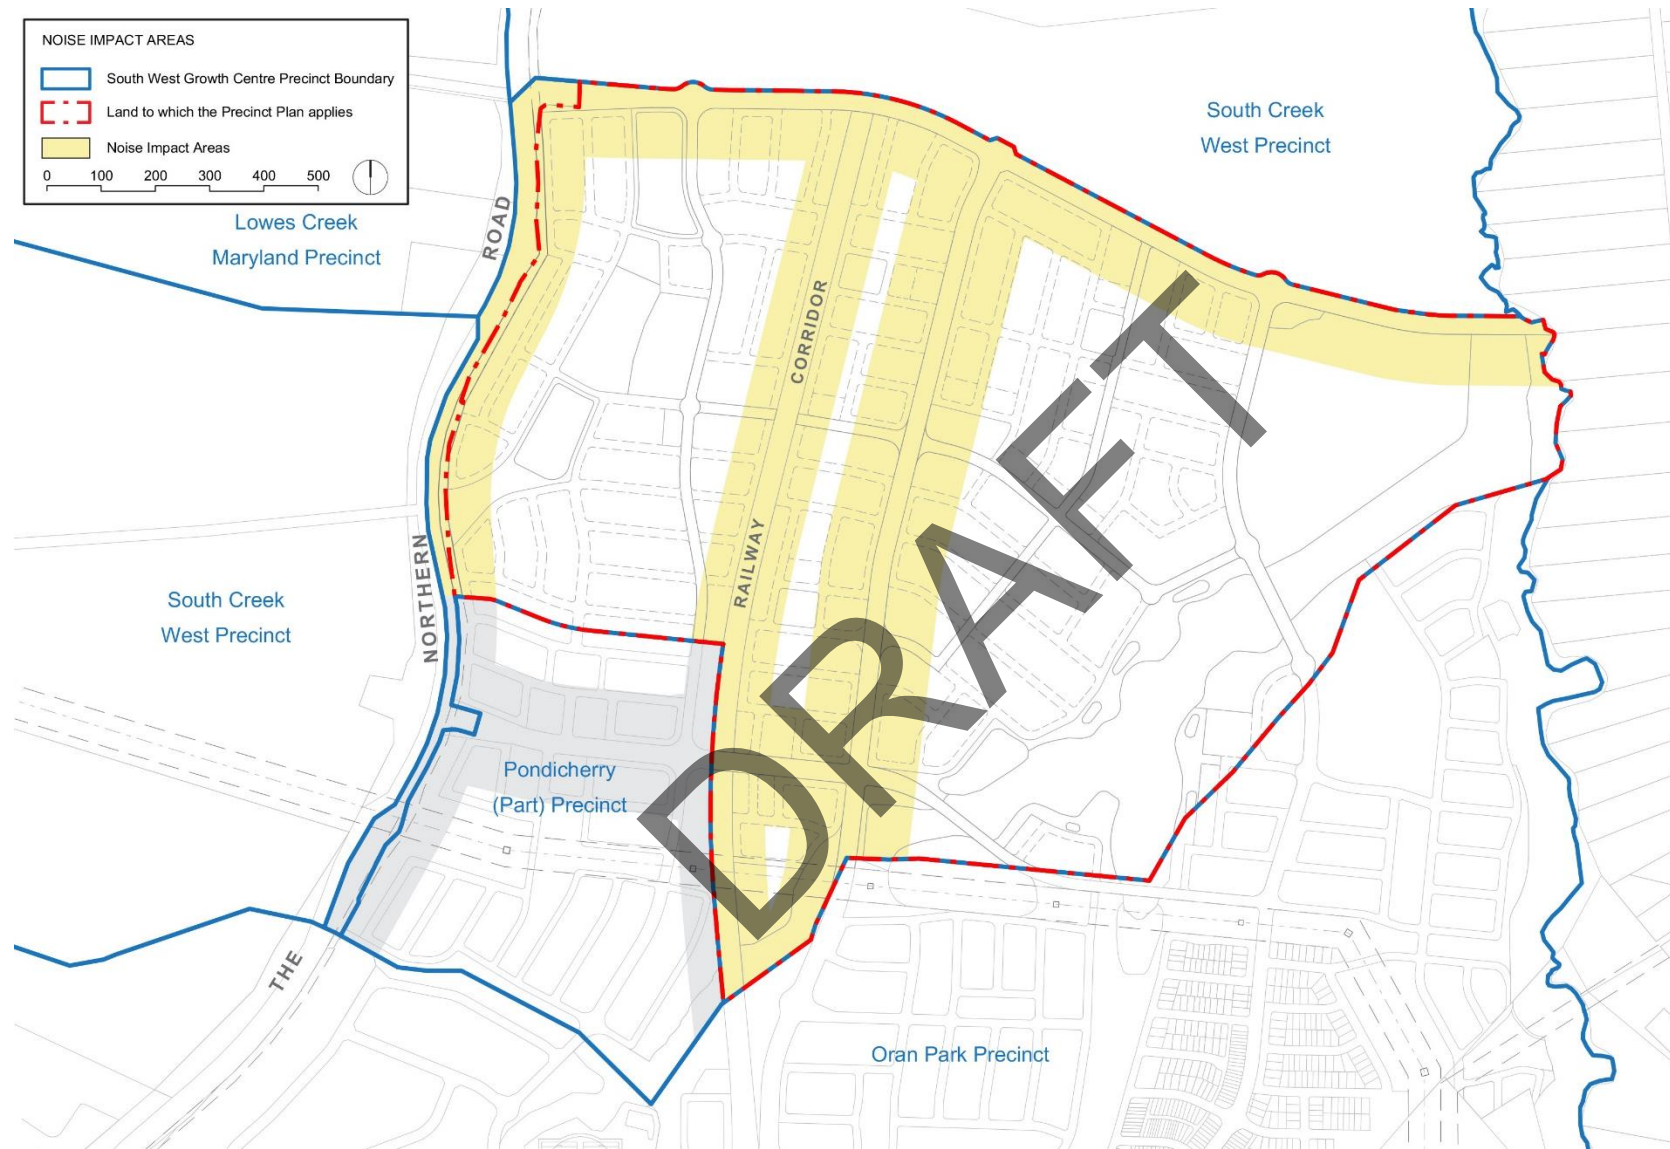 NOISE IMPACT AREAS
South West Growth Centre Precinct Boundary
Land to which the Precinct Plan applies
Noise Impact Areas
0 100 200 300 400 500
South Creek
West Precinct
Lowes Creek
Maryland Precinct
ROAD
CORRIDOR
RAILWAY
NORTHERN
South Creek
West Precinct
DRAFT
Pondicherry
(Part) Precinct
THE
Oran Park Precinct